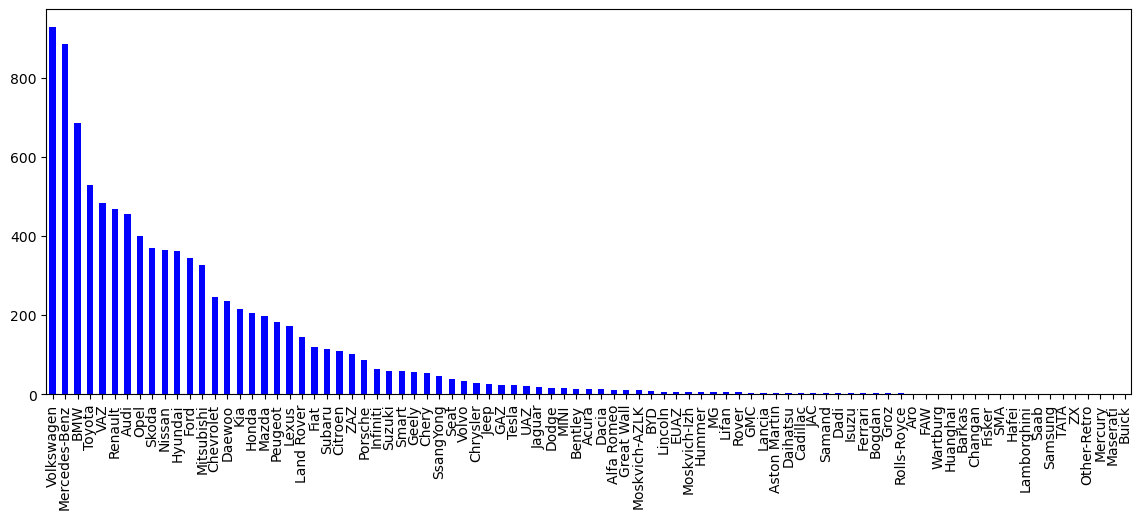 800
600
400
200
0
Volkswagen
Mercedes-Benz
BMW
Toyota
VAZ
Renault
Audi
Opel
Skoda
Nissan
Hyundai
Ford
Mitsubishi
Chevrolet
Daewoo
Kia
Honda
Mazda
Peugeot
Lexus
Land Rover
Fiat
Subaru
Citroen
ZAZ
Porsche
Infiniti
Suzuki
Smart
Geely
Chery
SsangYong
Seat
Volvo
Chrysler
Jeep
GAZ
Tesla
UAZ
Jaguar
Dodge
MINI
Bentley
Acura
Dacia
Alfa Romeo
Great Wall
Moskvich-AZLK
BYD
Lincoln
EUAZ
Moskvich-Izh
Hummer
MG
Lifan
Rover
GMC
Lancia
Aston Martin
Daihatsu
Cadillac
JAC
Samand
Dadi
Isuzu
Ferrari
Bogdan
Groz
Rolls-Royce
Aro
FAW
Wartburg
Huanghai
Barkas
Changan
Fisker
SMA
Hafei
Lamborghini
Saab
Samsung
TATA
ZX
Other-Retro
Mercury
Maserati
Buick